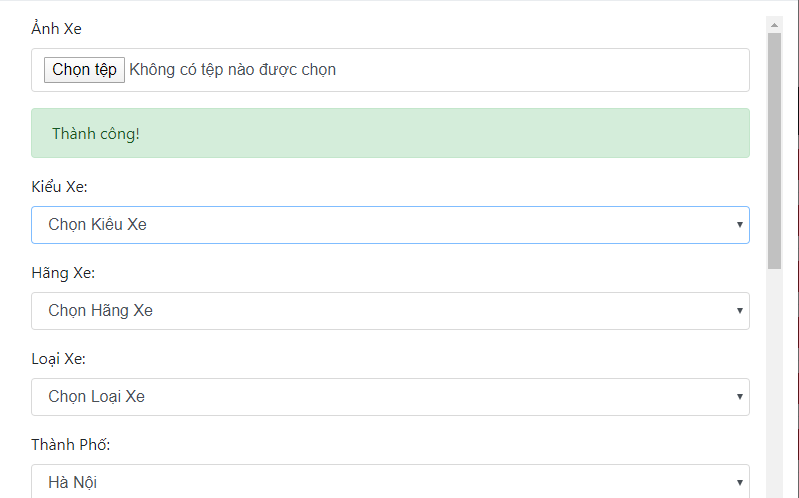 Ảnh Xe
Chọn tệp Không có tệp nào được chọn
Thành công!
Kiểu Xe:
Chọn Kiểu Xe
Hãng Xe:
Chọn Hãng Xe
Loại Xe:
Chọn Loại Xe
Thành Phố:
Hà Nội